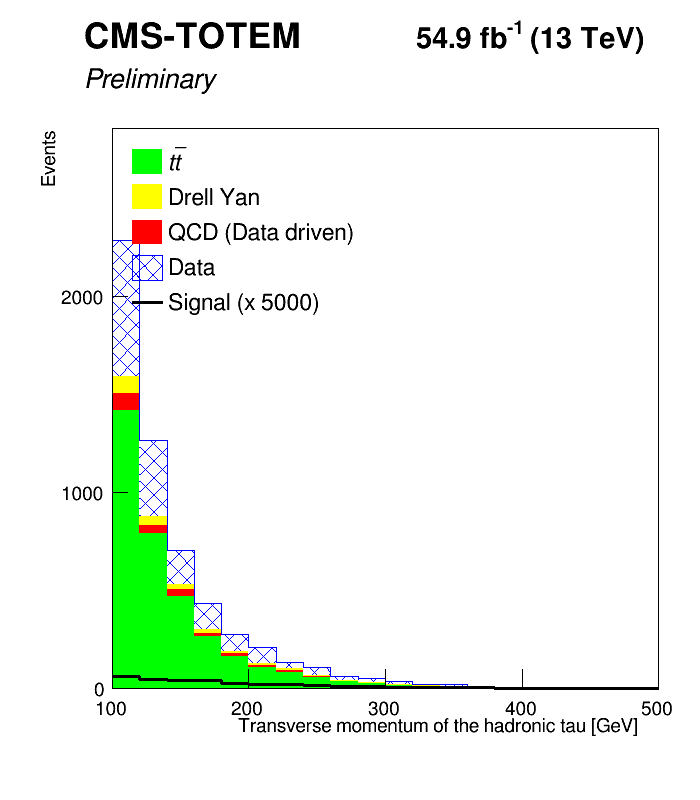 CMS-TOTEM 54.9 fb⁻¹ (13 TeV)
Preliminary
Events
tt̅
Drell Yan
QCD (Data driven)
Data
Signal (x 5000)
2000
1000
0
100 200 300 400 500
Transverse momentum of the hadronic tau [GeV]